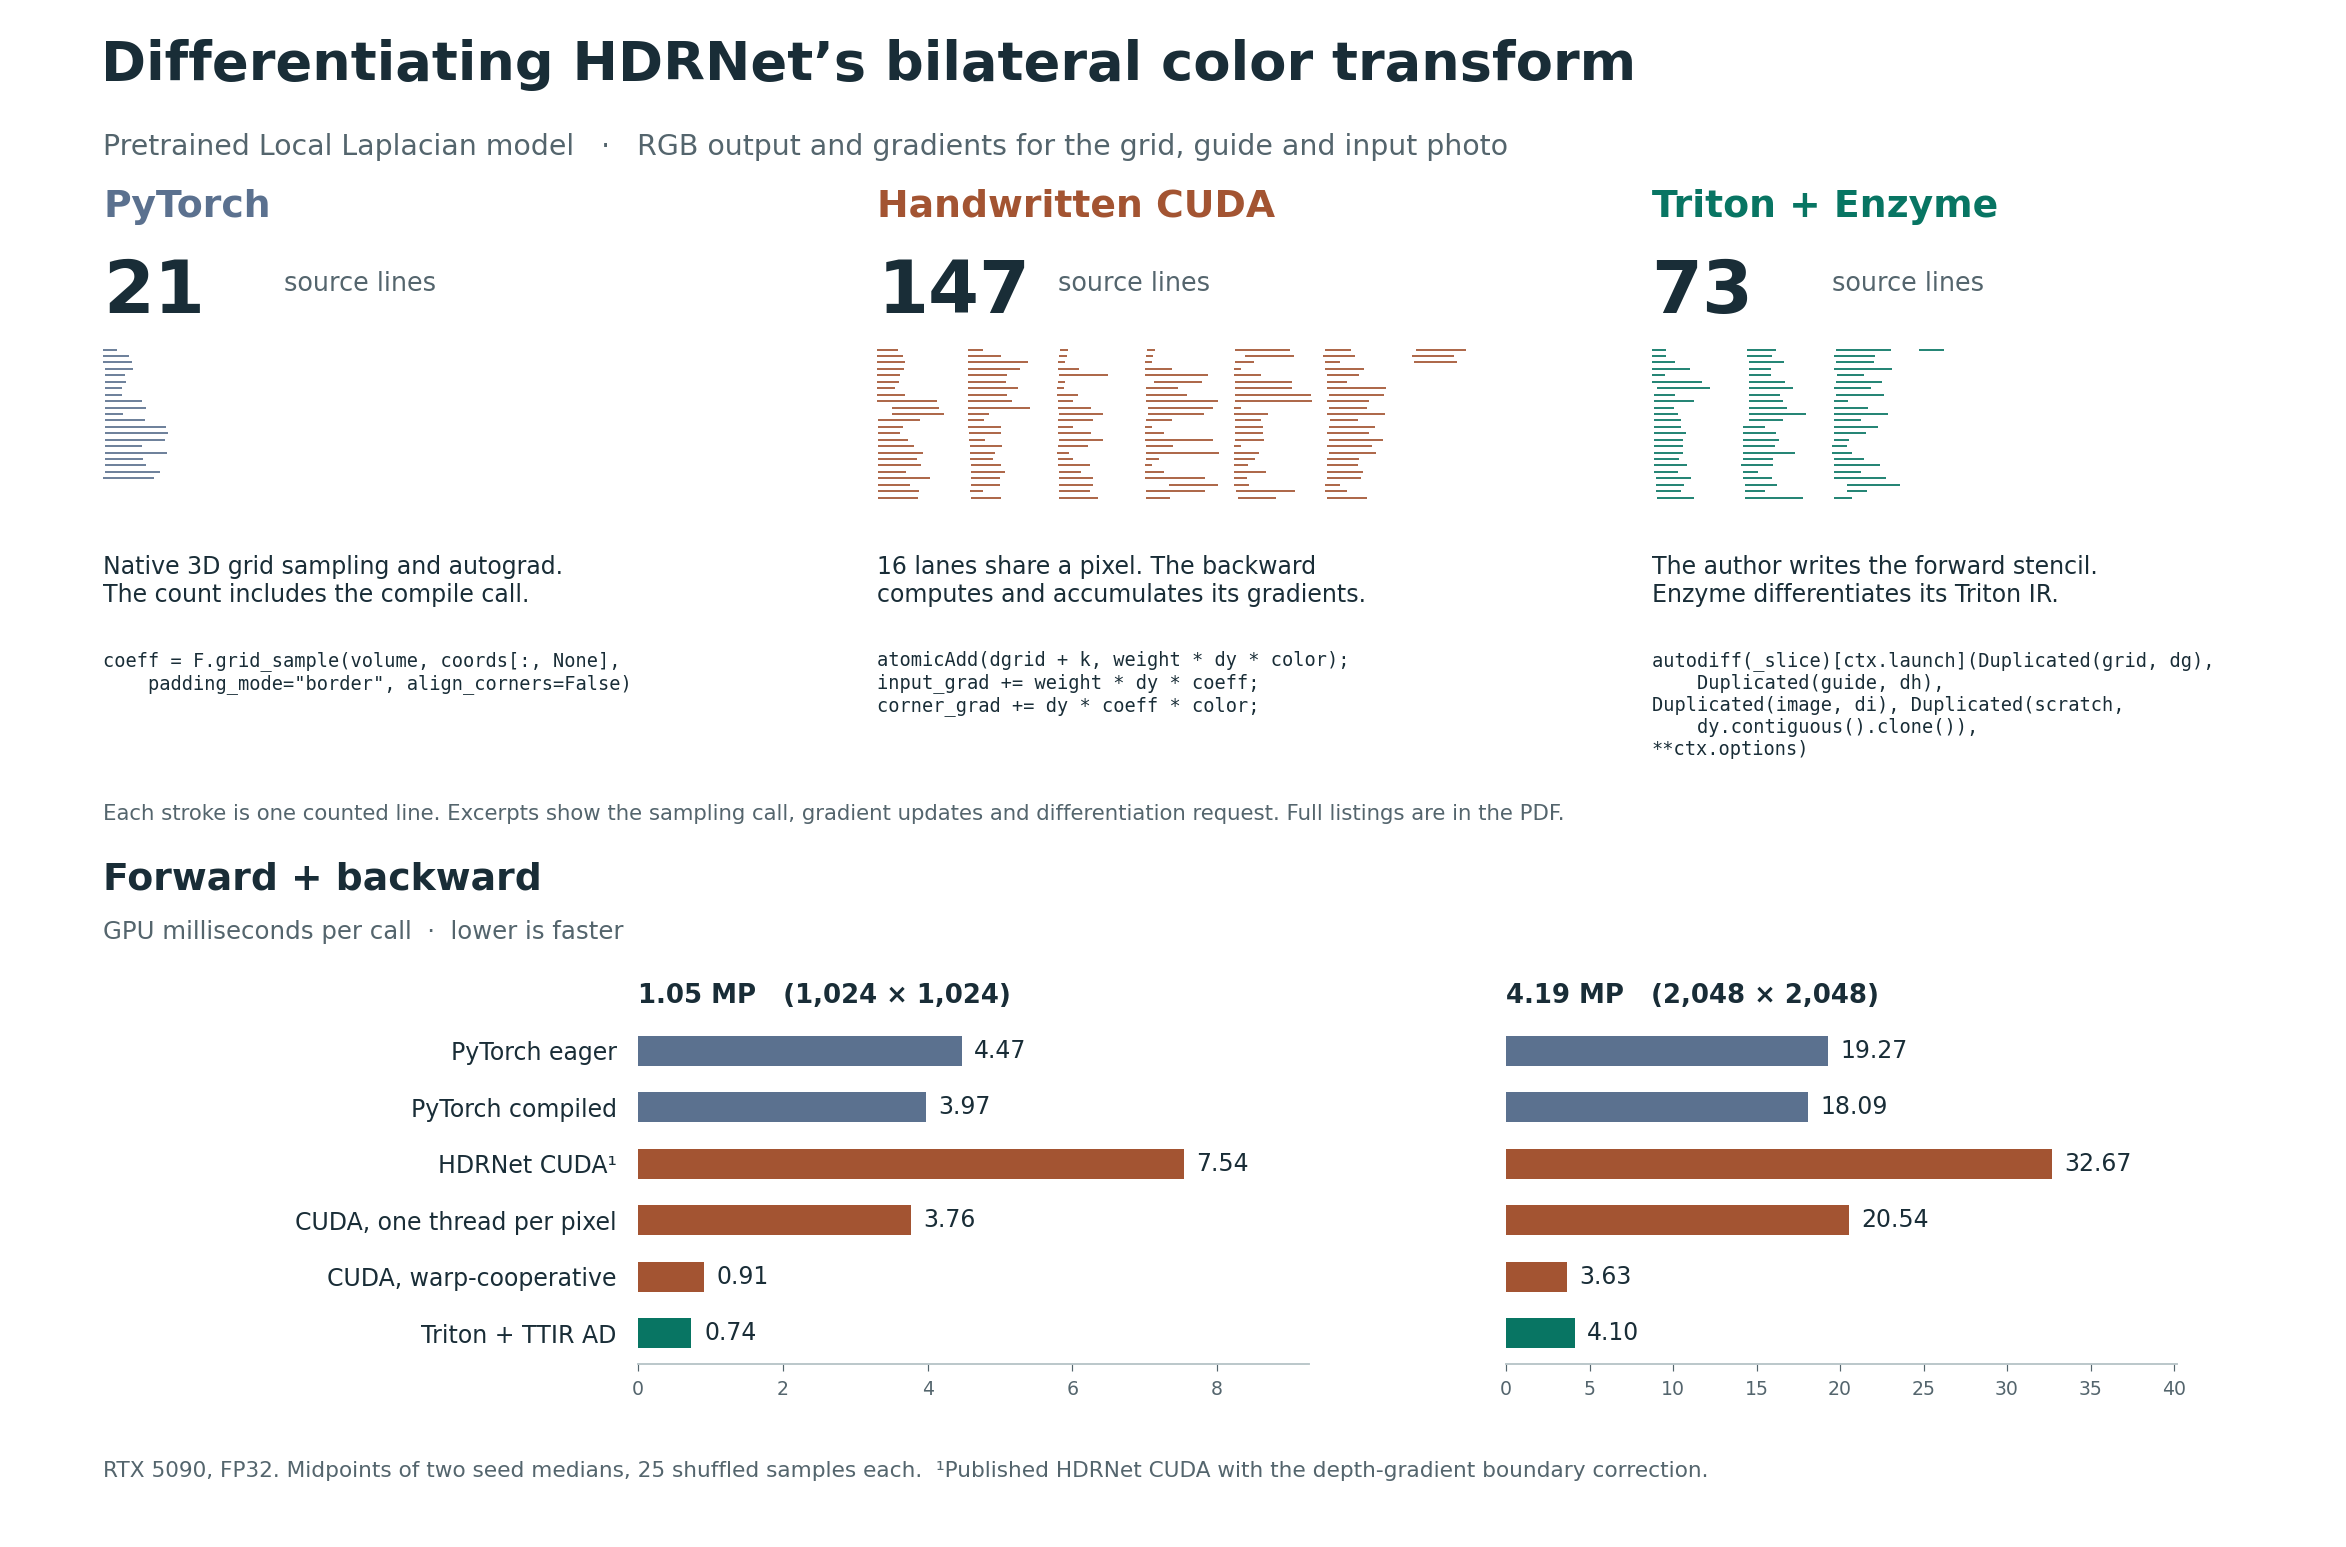 Differentiating HDRNet’s bilateral color transform
Pretrained Local Laplacian model · RGB output and gradients for the grid, guide and input photo
PyTorch
21 source lines
Native 3D grid sampling and autograd.
The count includes the compile call.
coeff = F.grid_sample(volume, coords[:, None],
    padding_mode="border", align_corners=False)
Handwritten CUDA
147 source lines
16 lanes share a pixel. The backward
computes and accumulates its gradients.
atomicAdd(dgrid + k, weight * dy * color);
input_grad += weight * dy * coeff;
corner_grad += dy * coeff * color;
Triton + Enzyme
73 source lines
The author writes the forward stencil.
Enzyme differentiates its Triton IR.
autodiff(_slice)[ctx.launch](Duplicated(grid, dg),
    Duplicated(guide, dh),
Duplicated(image, di), Duplicated(scratch,
    dy.contiguous().clone()),
**ctx.options)
Each stroke is one counted line. Excerpts show the sampling call, gradient updates and differentiation request. Full listings are in the PDF.
Forward + backward
GPU milliseconds per call · lower is faster
1.05 MP (1,024 × 1,024)
4.19 MP (2,048 × 2,048)
PyTorch eager 4.47 19.27
PyTorch compiled 3.97 18.09
HDRNet CUDA¹ 7.54 32.67
CUDA, one thread per pixel 3.76 20.54
CUDA, warp-cooperative 0.91 3.63
Triton + TTIR AD 0.74 4.10
0 2 4 6 8
0 5 10 15 20 25 30 35 40
RTX 5090, FP32. Midpoints of two seed medians, 25 shuffled samples each. ¹Published HDRNet CUDA with the depth-gradient boundary correction.